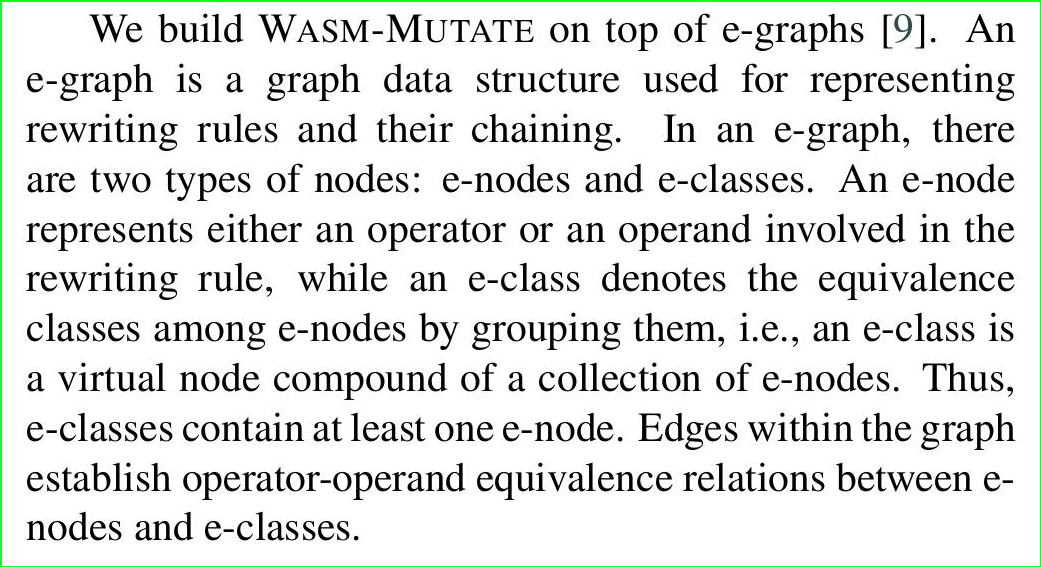 We build WASM-MUTATE on top of e-graphs [9]. An
e-graph is a graph data structure used for representing
rewriting rules and their chaining. In an e-graph, there
are two types of nodes: e-nodes and e-classes. An e-node
represents either an operator or an operand involved in the
rewriting rule, while an e-class denotes the equivalence
classes among e-nodes by grouping them, i.e., an e-class is
a virtual node compound of a collection of e-nodes. Thus,
e-classes contain at least one e-node. Edges within the graph
establish operator-operand equivalence relations between e-
nodes and e-classes.